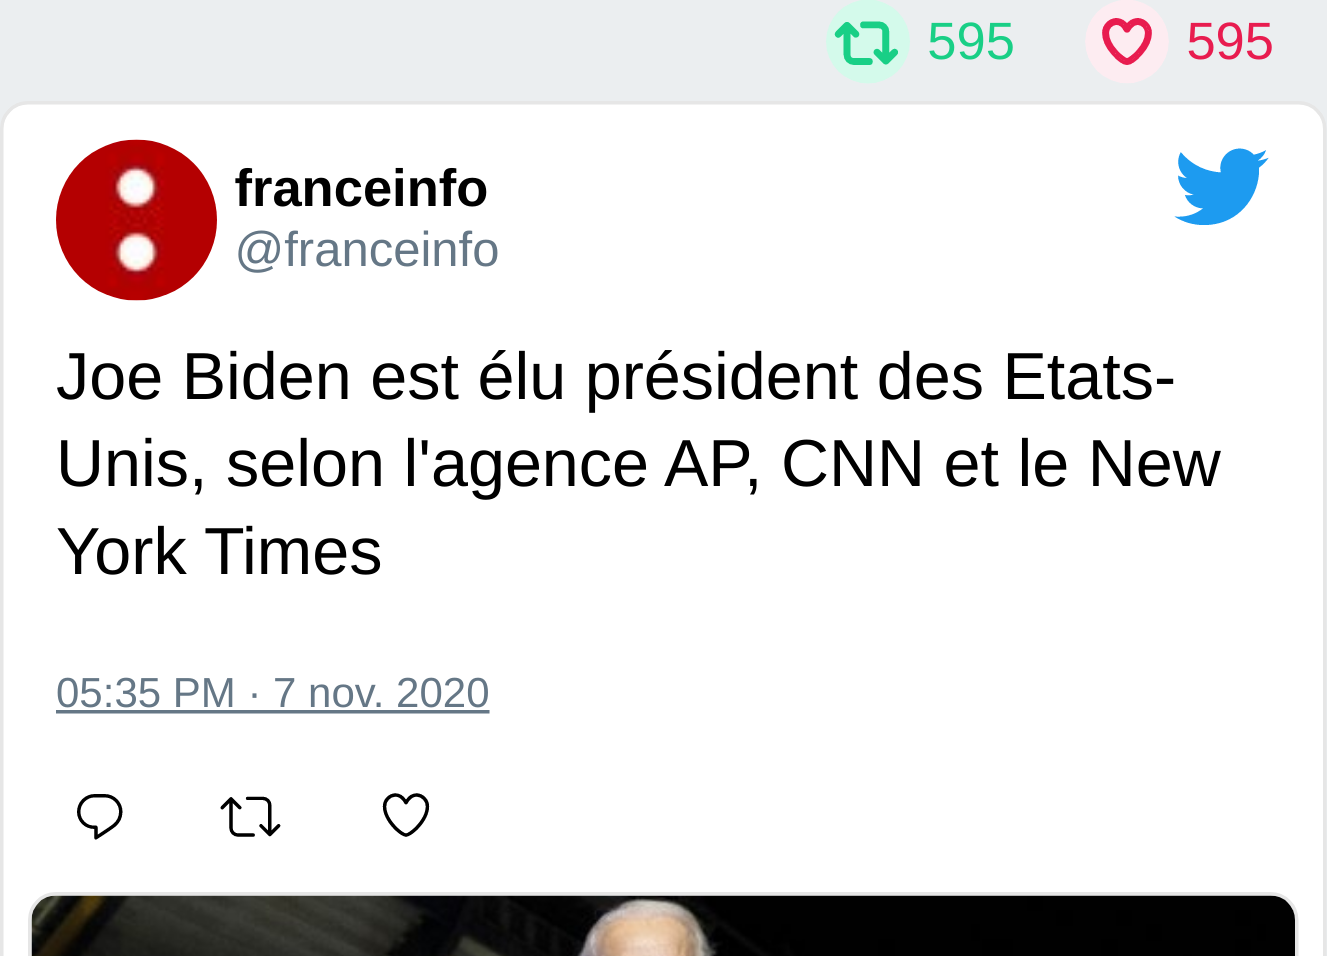 595 595
franceinfo
@franceinfo
Joe Biden est élu président des Etats-
Unis, selon l'agence AP, CNN et le New
York Times
05:35 PM · 7 nov. 2020